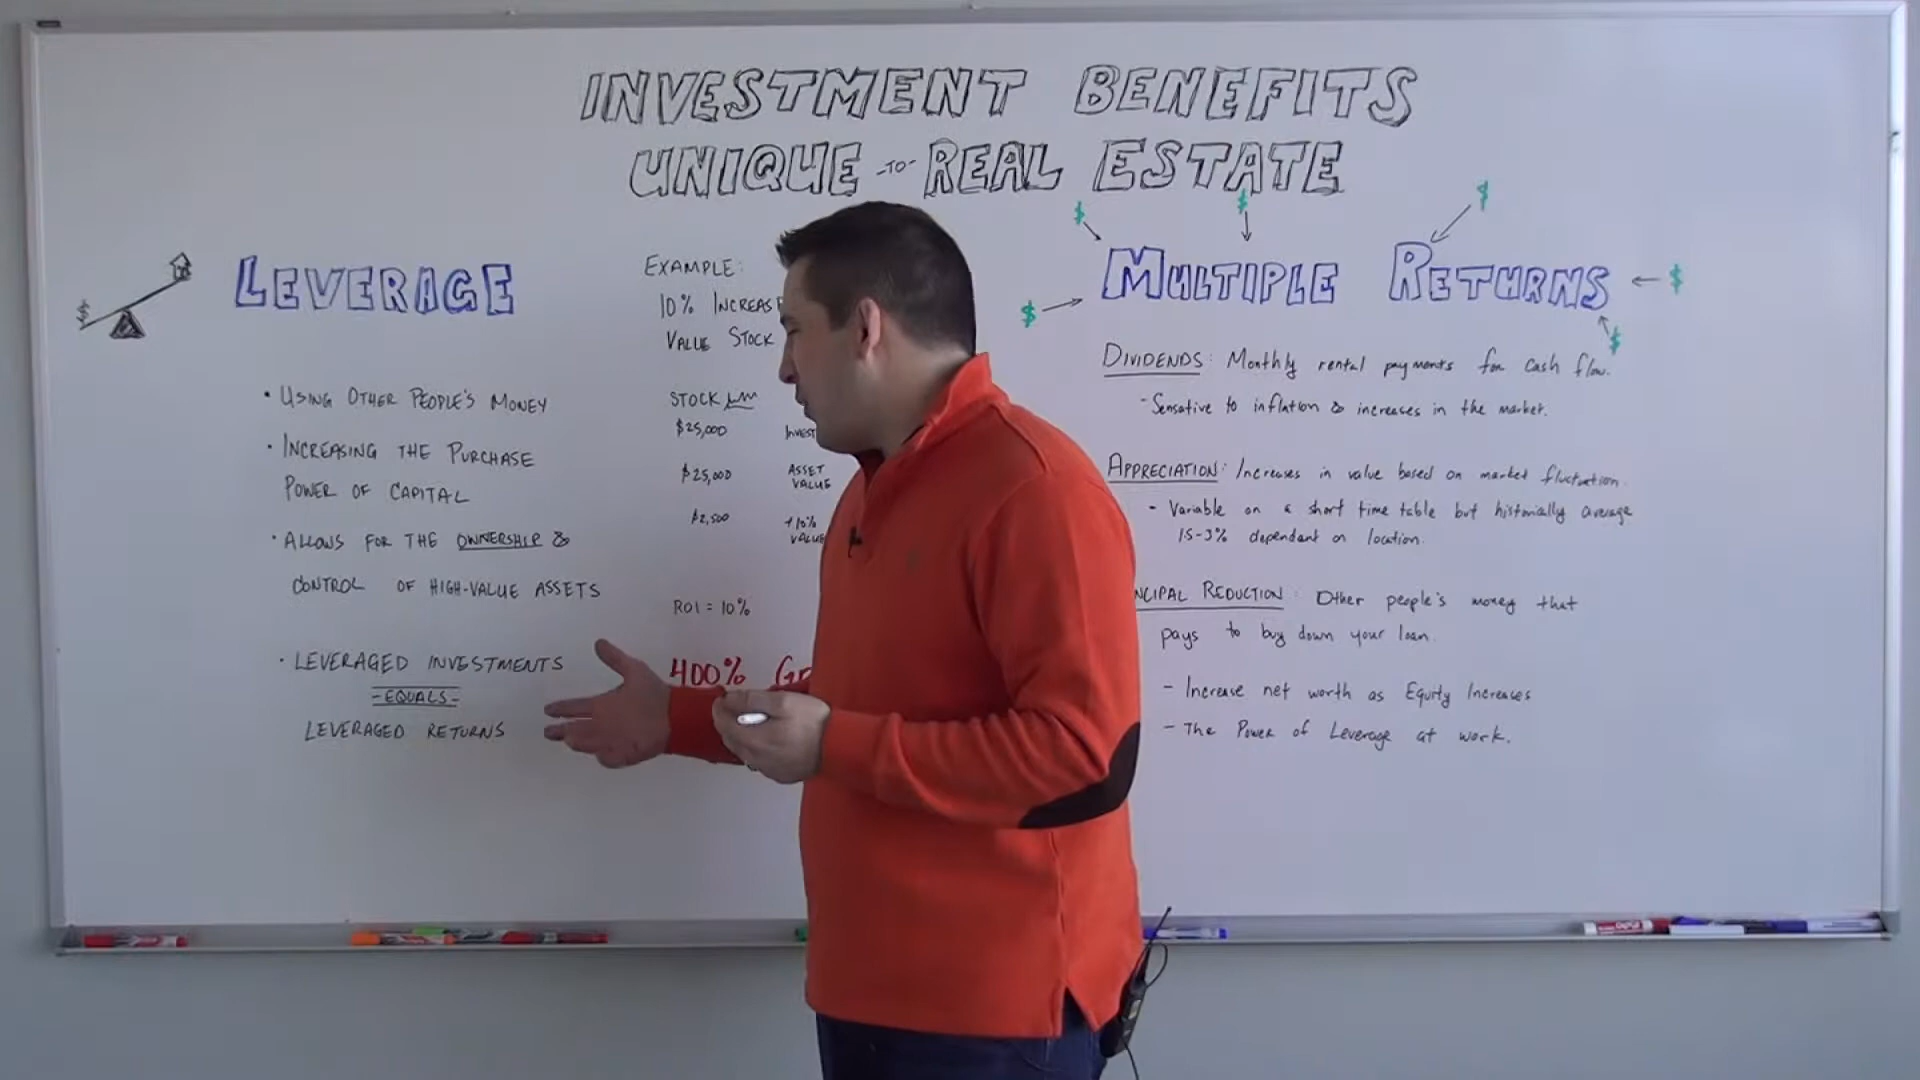 INVESTMENT BENEFITS
UNIQUE -TO- REAL ESTATE
LEVERAGE
• USING OTHER PEOPLE'S MONEY
• INCREASING THE PURCHASE
POWER OF CAPITAL
• ALLOWS FOR THE OWNERSHIP &
CONTROL OF HIGH-VALUE ASSETS
• LEVERAGED INVESTMENTS
-EQUALS-
LEVERAGED RETURNS
EXAMPLE:
10% INCREAS
VALUE STOCK
STOCK
$25,000 INVEST
$25,000 ASSET
VALUE
$2,500 +10%
VALUE
ROI = 10%
400%
$ $ $
MULTIPLE RETURNS
$ $
$
$
DIVIDENDS: Monthly rental payments for cash flow.
- Sensative to inflation & increases in the market.
APPRECIATION: Increases in value based on market fluctuation.
- Variable on a short time table but historically average
1.5-3% dependant on location.
NCIPAL REDUCTION: Other people's money that
pays to buy down your loan.
- Increase net worth as Equity Increases
- The Power of Leverage at work.